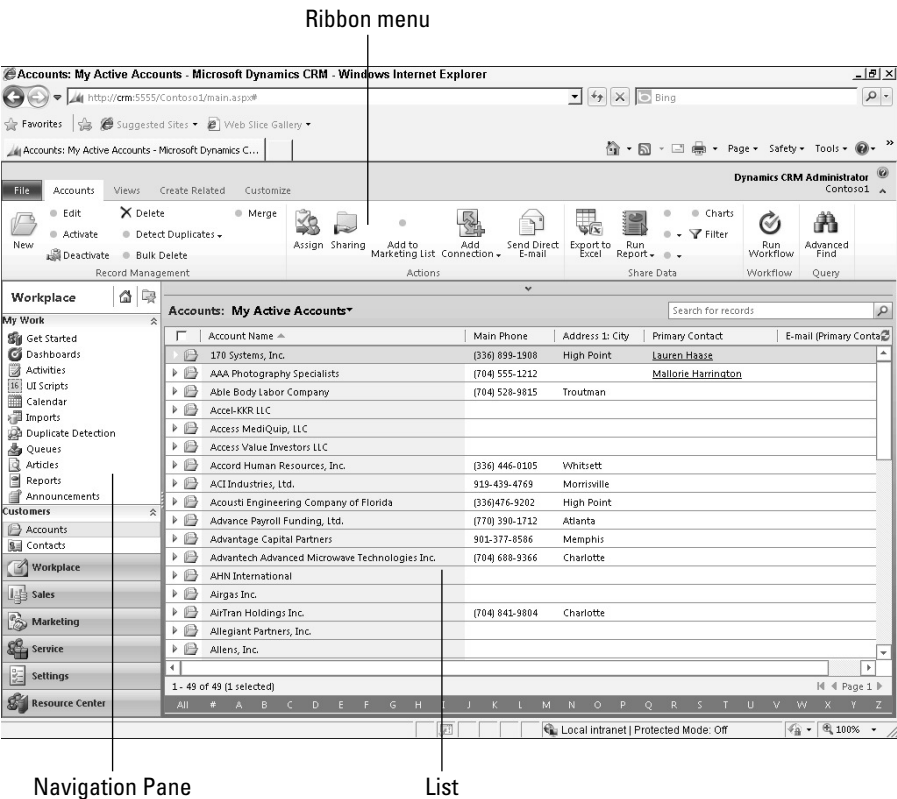 Ribbon menu
Accounts: My Active Accounts - Microsoft Dynamics CRM - Windows Internet Explorer
http://crm:5555/Contoso1/main.aspx#
Bing
Favorites Suggested Sites Web Slice Gallery
Accounts: My Active Accounts - Microsoft Dynamics C...
Page Safety Tools »
Dynamics CRM Administrator
Contoso1
File Accounts Views Create Related Customize
New
Edit Delete Merge
Activate Detect Duplicates
Deactivate Bulk Delete
Record Management
Assign Sharing Add to Marketing List Add Connection Send Direct E-mail
Actions
Export to Excel Run Report Charts Filter
Share Data
Run Workflow
Workflow
Advanced Find
Query
Workplace
My Work
Get Started
Dashboards
Activities
16 UI Scripts
Calendar
Imports
Duplicate Detection
Queues
Articles
Reports
Announcements
Customers
Accounts
Contacts
Workplace
Sales
Marketing
Service
Settings
Resource Center
Accounts: My Active Accounts
Search for records
Account Name Main Phone Address 1: City Primary Contact E-mail (Primary Conta
170 Systems, Inc. (336) 899-1908 High Point Lauren Haase
AAA Photography Specialists (704) 555-1212 Mallorie Harrington
Able Body Labor Company (704) 528-9815 Troutman
Accel-KKR LLC
Access MediQuip, LLC
Access Value Investors LLC
Accord Human Resources, Inc. (336) 446-0105 Whitsett
ACI Industries, Ltd. 919-439-4769 Morrisville
Acousti Engineering Company of Florida (336)476-9202 High Point
Advance Payroll Funding, Ltd. (770) 390-1712 Atlanta
Advantage Capital Partners 901-377-8586 Memphis
Advantech Advanced Microwave Technologies Inc. (704) 688-9366 Charlotte
AHN International
Airgas Inc.
AirTran Holdings Inc. (704) 841-9804 Charlotte
Allegiant Partners, Inc.
Allens, Inc.
1 - 49 of 49 (1 selected) Page 1
All # A B C D E F G H I J K L M N O P Q R S T U V W X Y Z
Local intranet | Protected Mode: Off 100%
Navigation Pane List